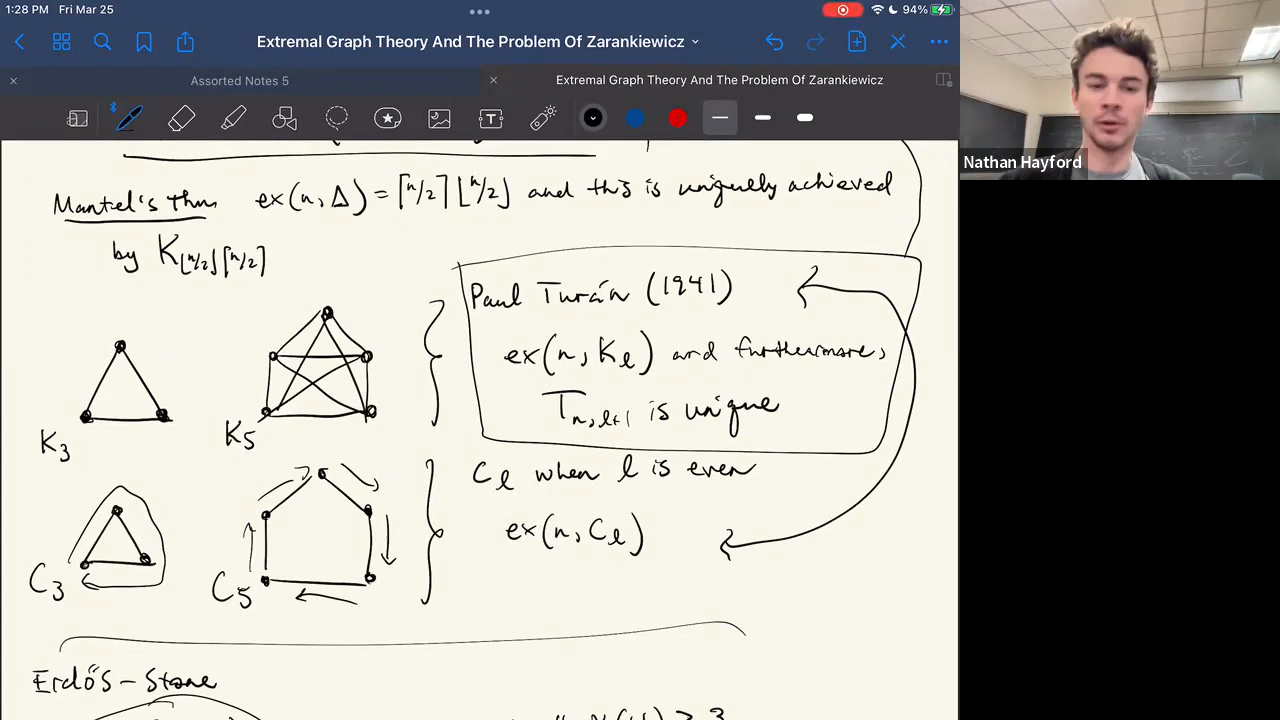 1:28 PM Fri Mar 25
94%
Extremal Graph Theory And The Problem Of Zarankiewicz
Assorted Notes 5
Extremal Graph Theory And The Problem Of Zarankiewicz
Nathan Hayford
Mantel's Thm ex(n, Δ) = ⌈n/2⌉⌊n/2⌋ and this is uniquely achieved
by K⌊n/2⌋⌈n/2⌉
Paul Turán (1941)
ex(n, Kℓ) and furthermore,
Tn,ℓ+1 is unique
K3
K5
Cℓ when ℓ is even
ex(n, Cℓ)
C3
C5
Erdős - Stone